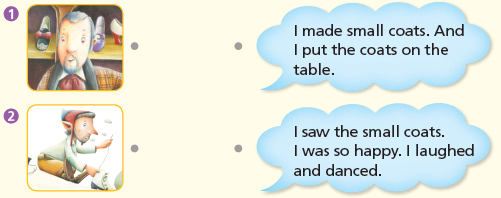 1
I made small coats. And
I put the coats on the
table.
2
I saw the small coats.
I was so happy. I laughed
and danced.